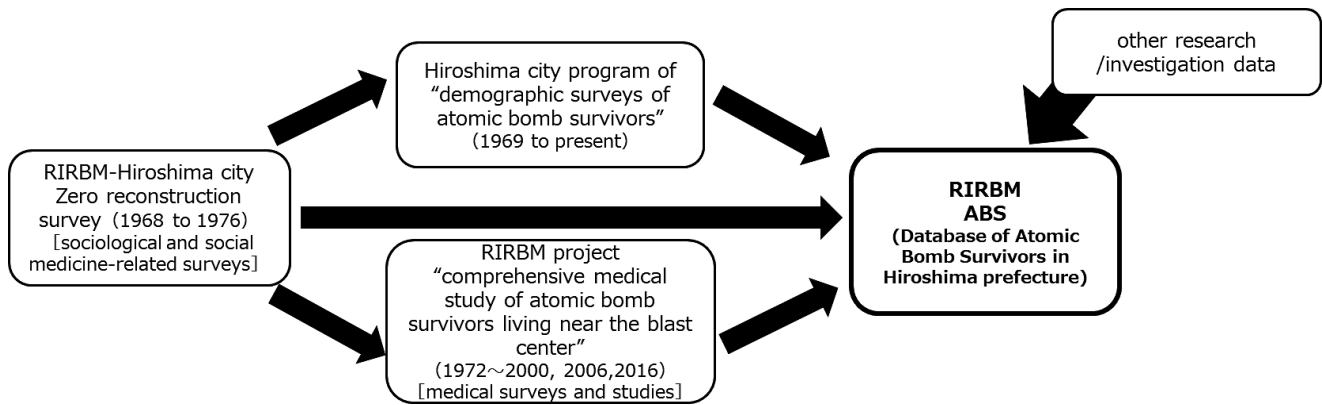 RIRBM-Hiroshima city
Zero reconstruction
survey（1968 to 1976）
［sociological and social
medicine-related surveys］
Hiroshima city program of
“demographic surveys of
atomic bomb survivors”
（1969 to present）
RIRBM project
“comprehensive medical
study of atomic bomb
survivors living near the blast
center”
（1972～2000, 2006,2016）
［medical surveys and studies］
other research
/investigation data
RIRBM
ABS
(Database of Atomic
Bomb Survivors in
Hiroshima prefecture)